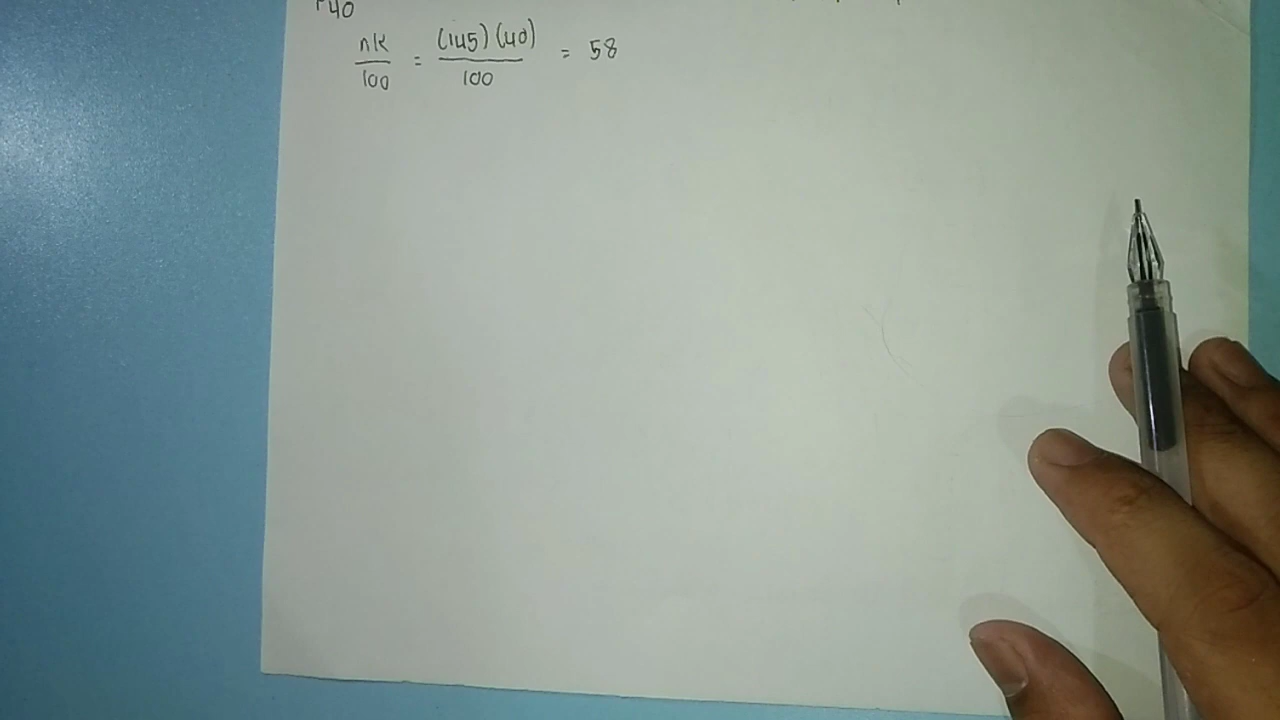 P40
nk/100 = (145)(40)/100 = 58